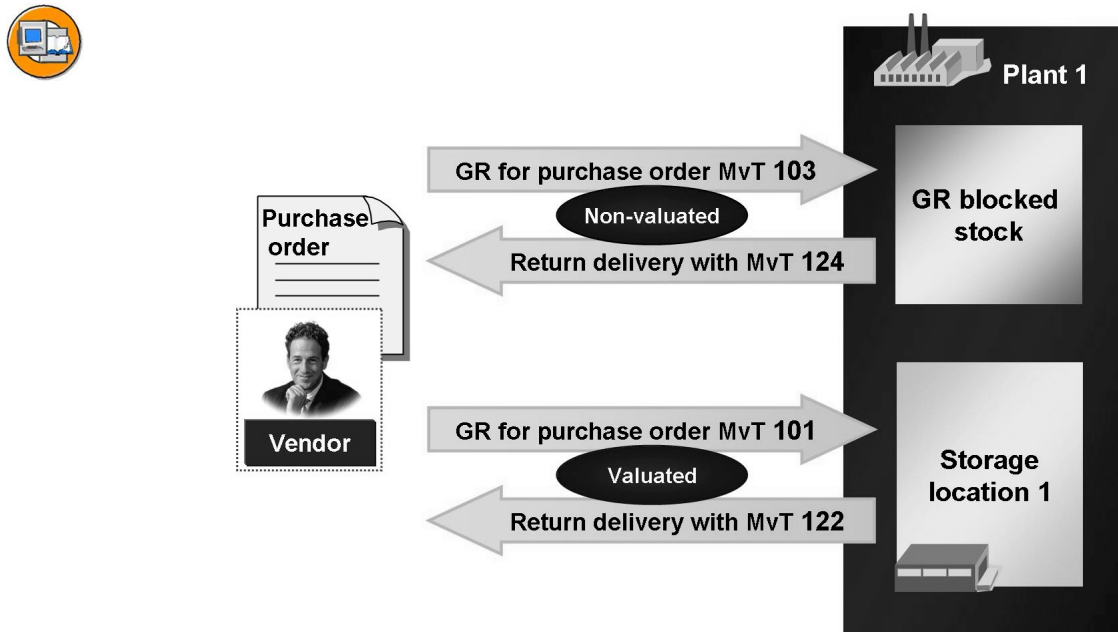 Plant 1
GR for purchase order MvT 103
Non-valuated
Return delivery with MvT 124
GR blocked
stock
Purchase
order
Vendor
GR for purchase order MvT 101
Valuated
Return delivery with MvT 122
Storage
location 1